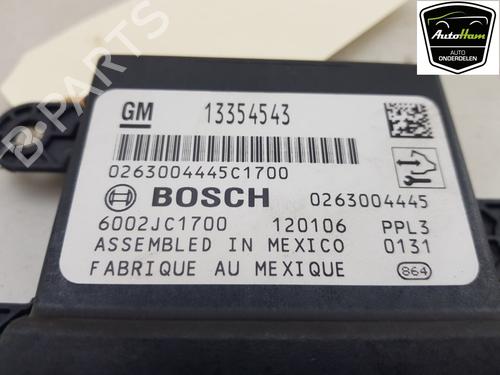 AutoHam
AUTO
ONDERDELEN
B-PARTS
GM 13354543
0263004445C1700
BOSCH 0263004445
6002JC1700 120106 PPL3
ASSEMBLED IN MEXICO 0131
FABRIQUE AU MEXIQUE 864